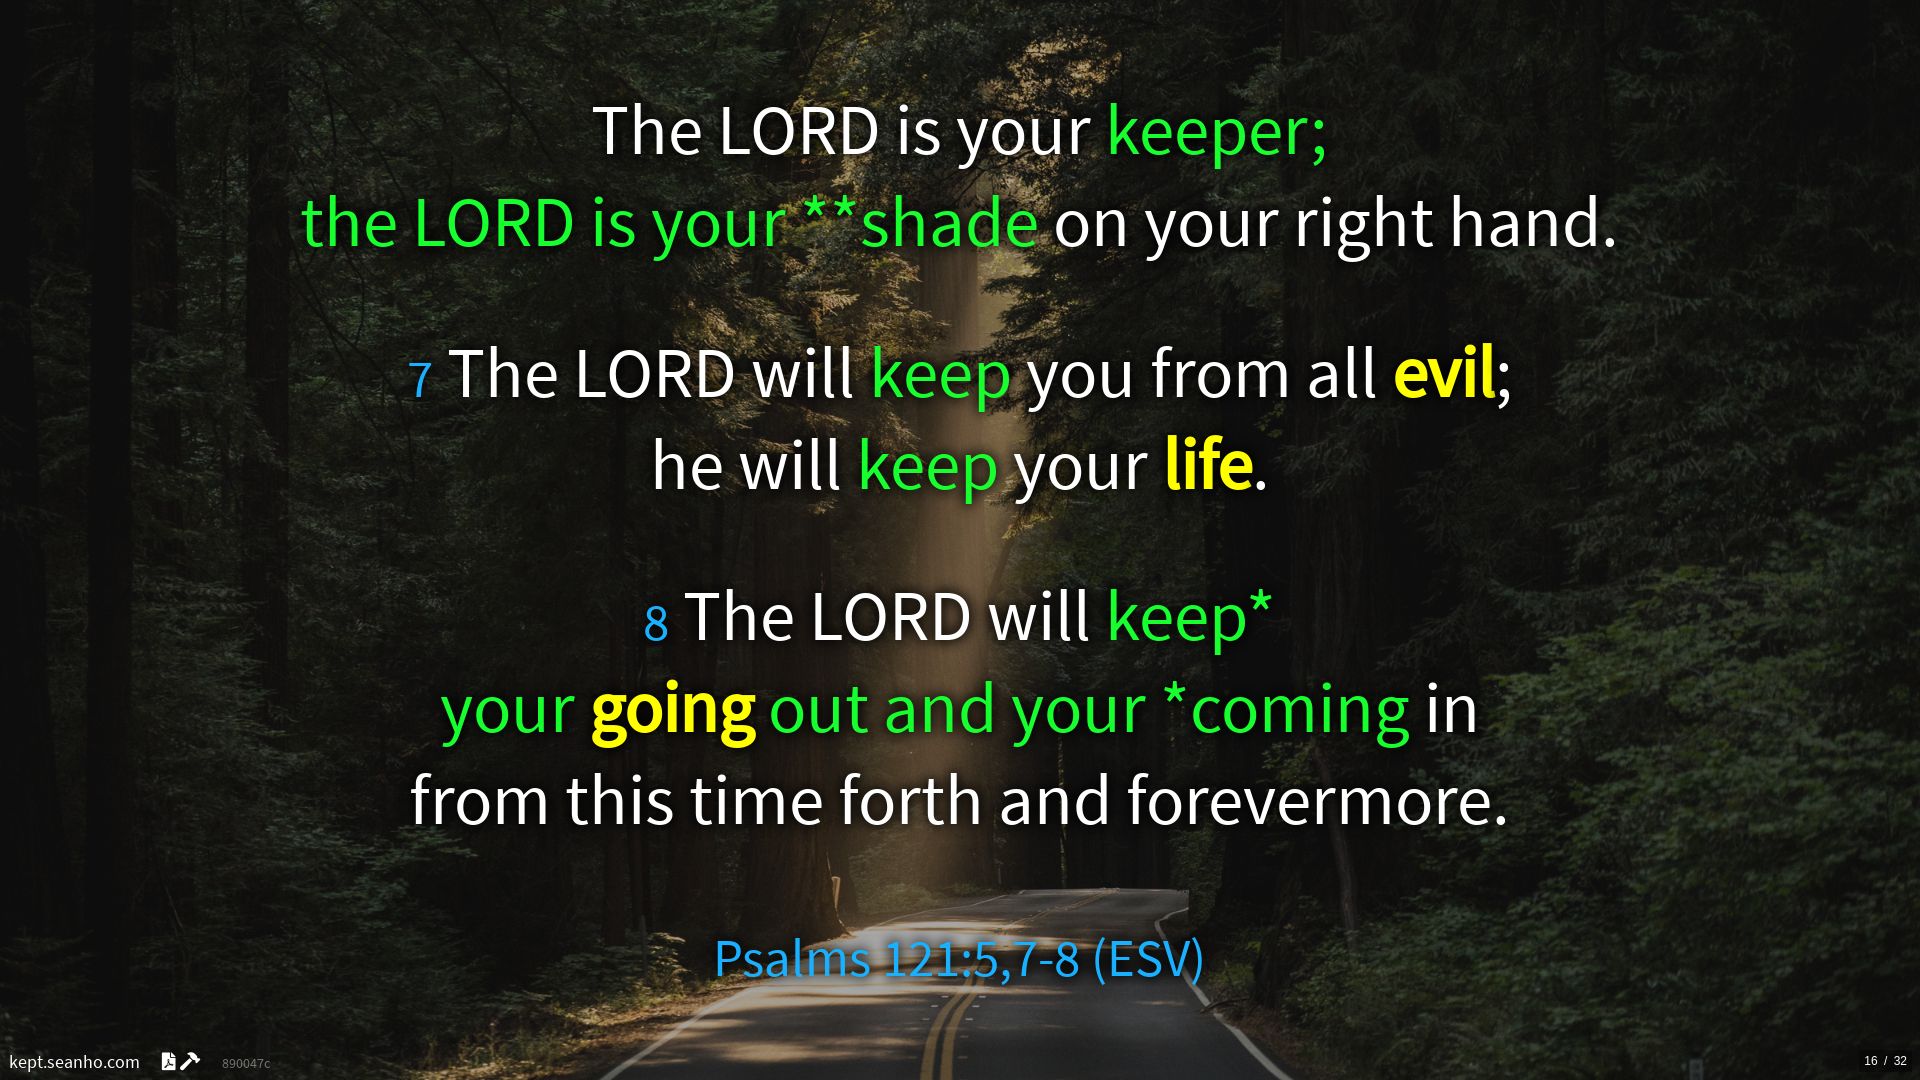 The LORD is your keeper;
the LORD is your **shade on your right hand.
7 The LORD will keep you from all evil;
he will keep your life.
8 The LORD will keep*
your going out and your *coming in
from this time forth and forevermore.
Psalms 121:5,7-8 (ESV)
kept.seanho.com 890047c
16 / 32